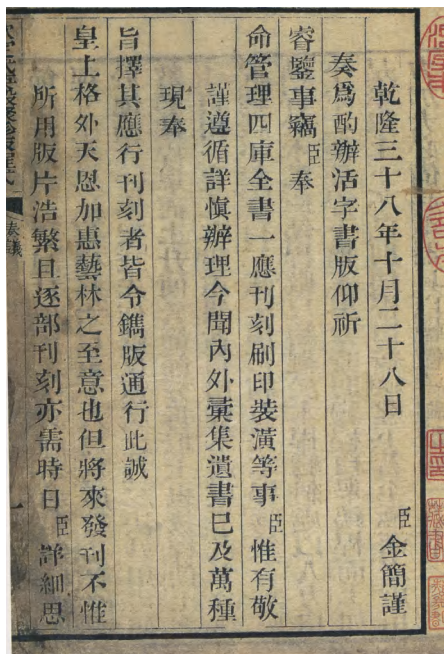 乾隆三十八年十月二十八日臣金簡謹
奏爲酌辦活字書版仰祈
睿鑒事竊臣奉
命管理四庫全書一應刊刻刷印裝潢等事臣惟有敬
謹遵循詳慎辦理今聞內外彙集遺書已及萬種
現奉
旨擇其應行刊刻者皆令鐫版通行此誠
皇上格外天恩加惠藝林之至意也但將來發刊不惟
所用版片浩繁且逐部刊刻亦需時日臣詳細思
奏議